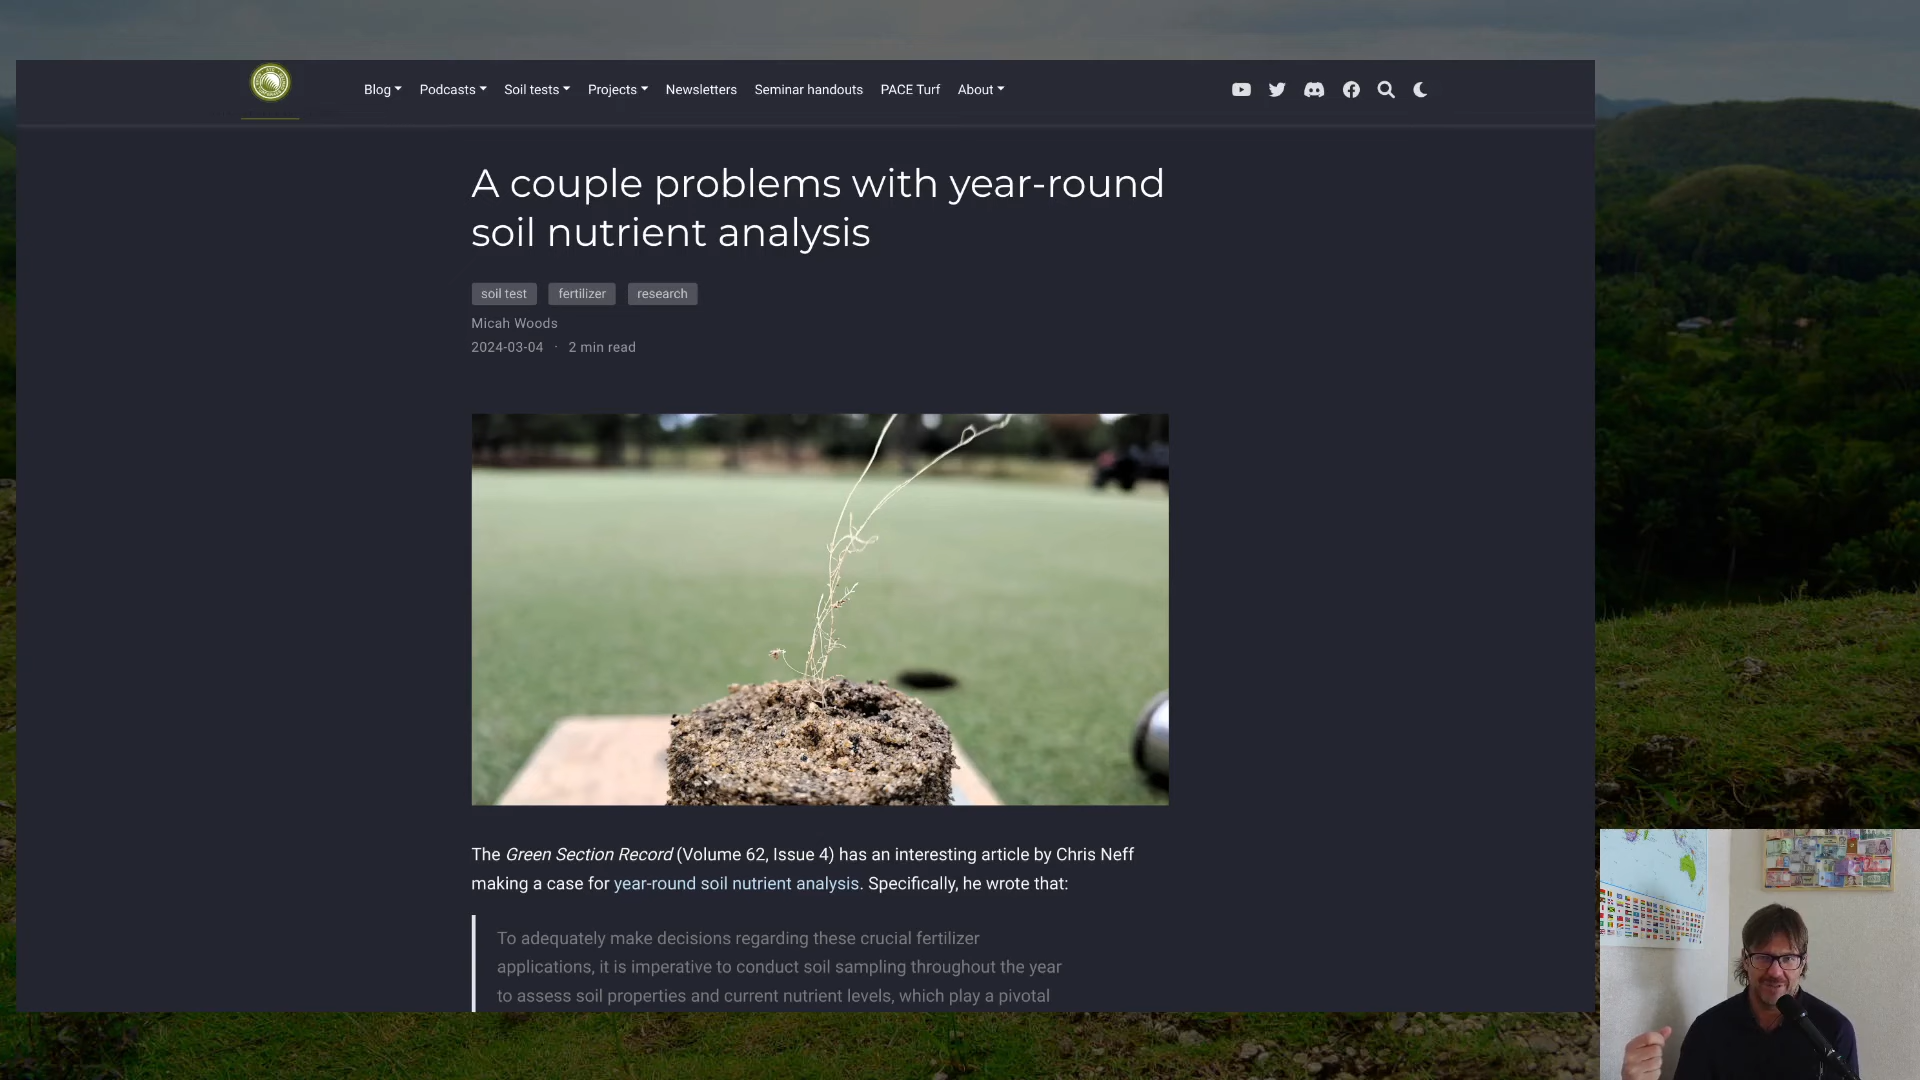 Blog Podcasts Soil tests Projects Newsletters Seminar handouts PACE Turf About
A couple problems with year-round
soil nutrient analysis
soil test fertilizer research
Micah Woods
2024-03-04 · 2 min read
The Green Section Record (Volume 62, Issue 4) has an interesting article by Chris Neff
making a case for year-round soil nutrient analysis. Specifically, he wrote that:
To adequately make decisions regarding these crucial fertilizer
applications, it is imperative to conduct soil sampling throughout the year
to assess soil properties and current nutrient levels, which play a pivotal